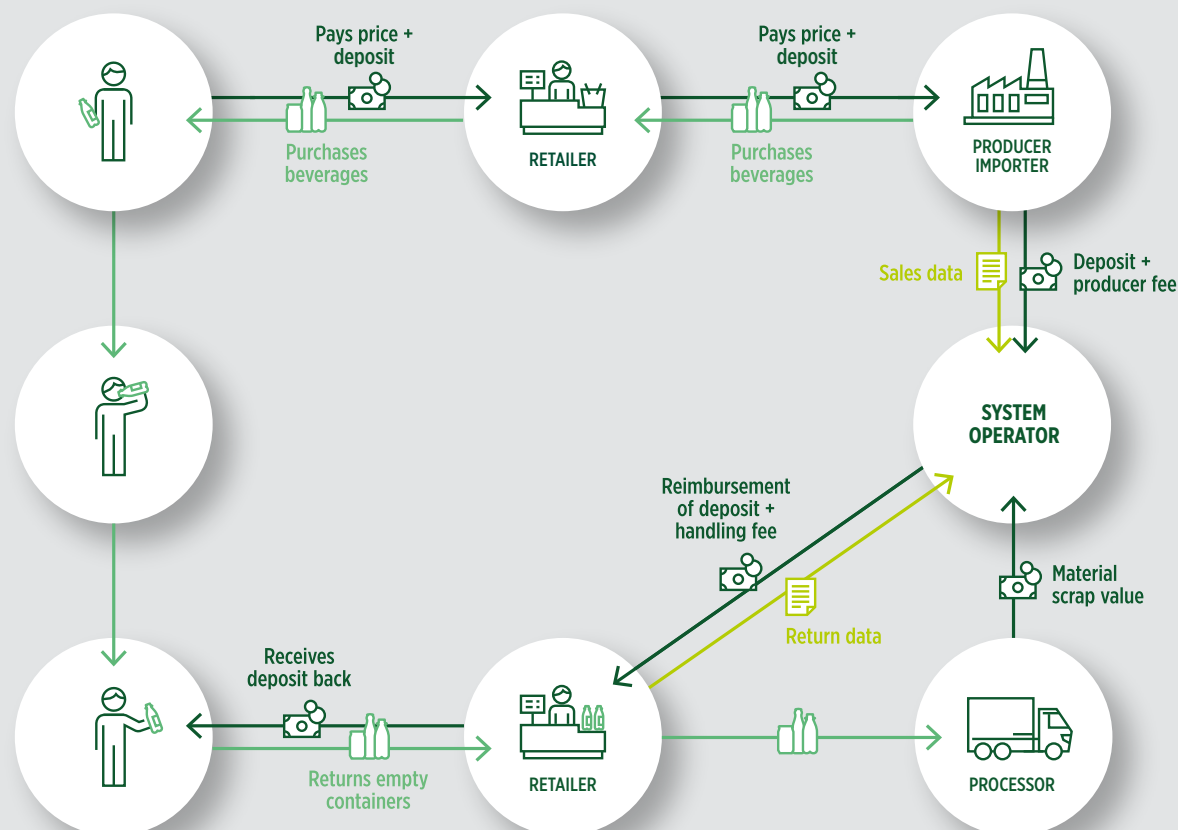 Pays price +
deposit
Purchases
beverages
RETAILER
Pays price +
deposit
Purchases
beverages
PRODUCER
IMPORTER
Sales data
Deposit +
producer fee
SYSTEM
OPERATOR
Reimbursement
of deposit +
handling fee
Return data
Material
scrap value
Receives
deposit back
Returns empty
containers
RETAILER
PROCESSOR